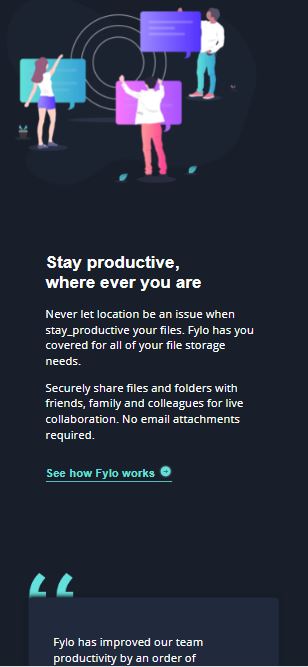 Stay productive,
where ever you are
Never let location be an issue when
stay_productive your files. Fylo has you
covered for all of your file storage
needs.
Securely share files and folders with
friends, family and colleagues for live
collaboration. No email attachments
required.
See how Fylo works
Fylo has improved our team
productivity by an order of